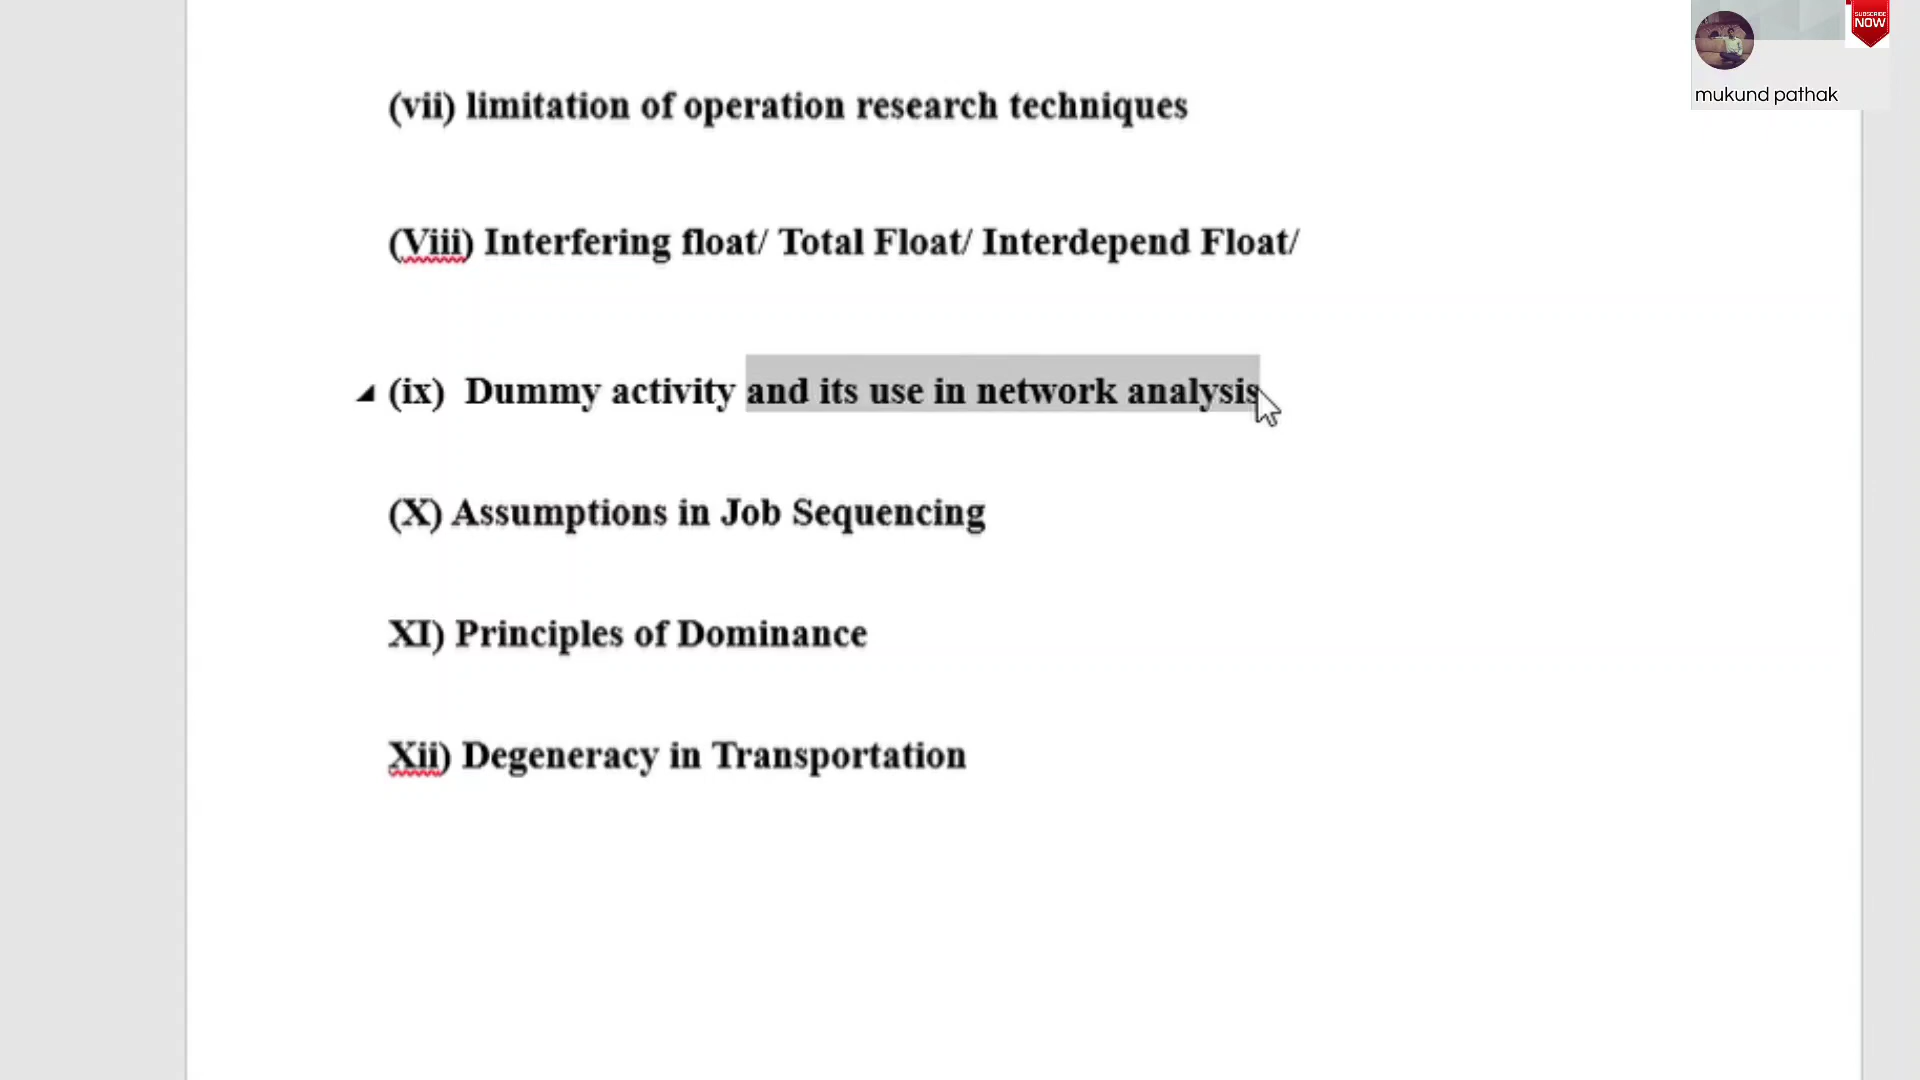 SUBSCRIBE
NOW
mukund pathak
(vii) limitation of operation research techniques
(Viii) Interfering float/ Total Float/ Interdepend Float/
(ix) Dummy activity and its use in network analysis
(X) Assumptions in Job Sequencing
XI) Principles of Dominance
Xii) Degeneracy in Transportation